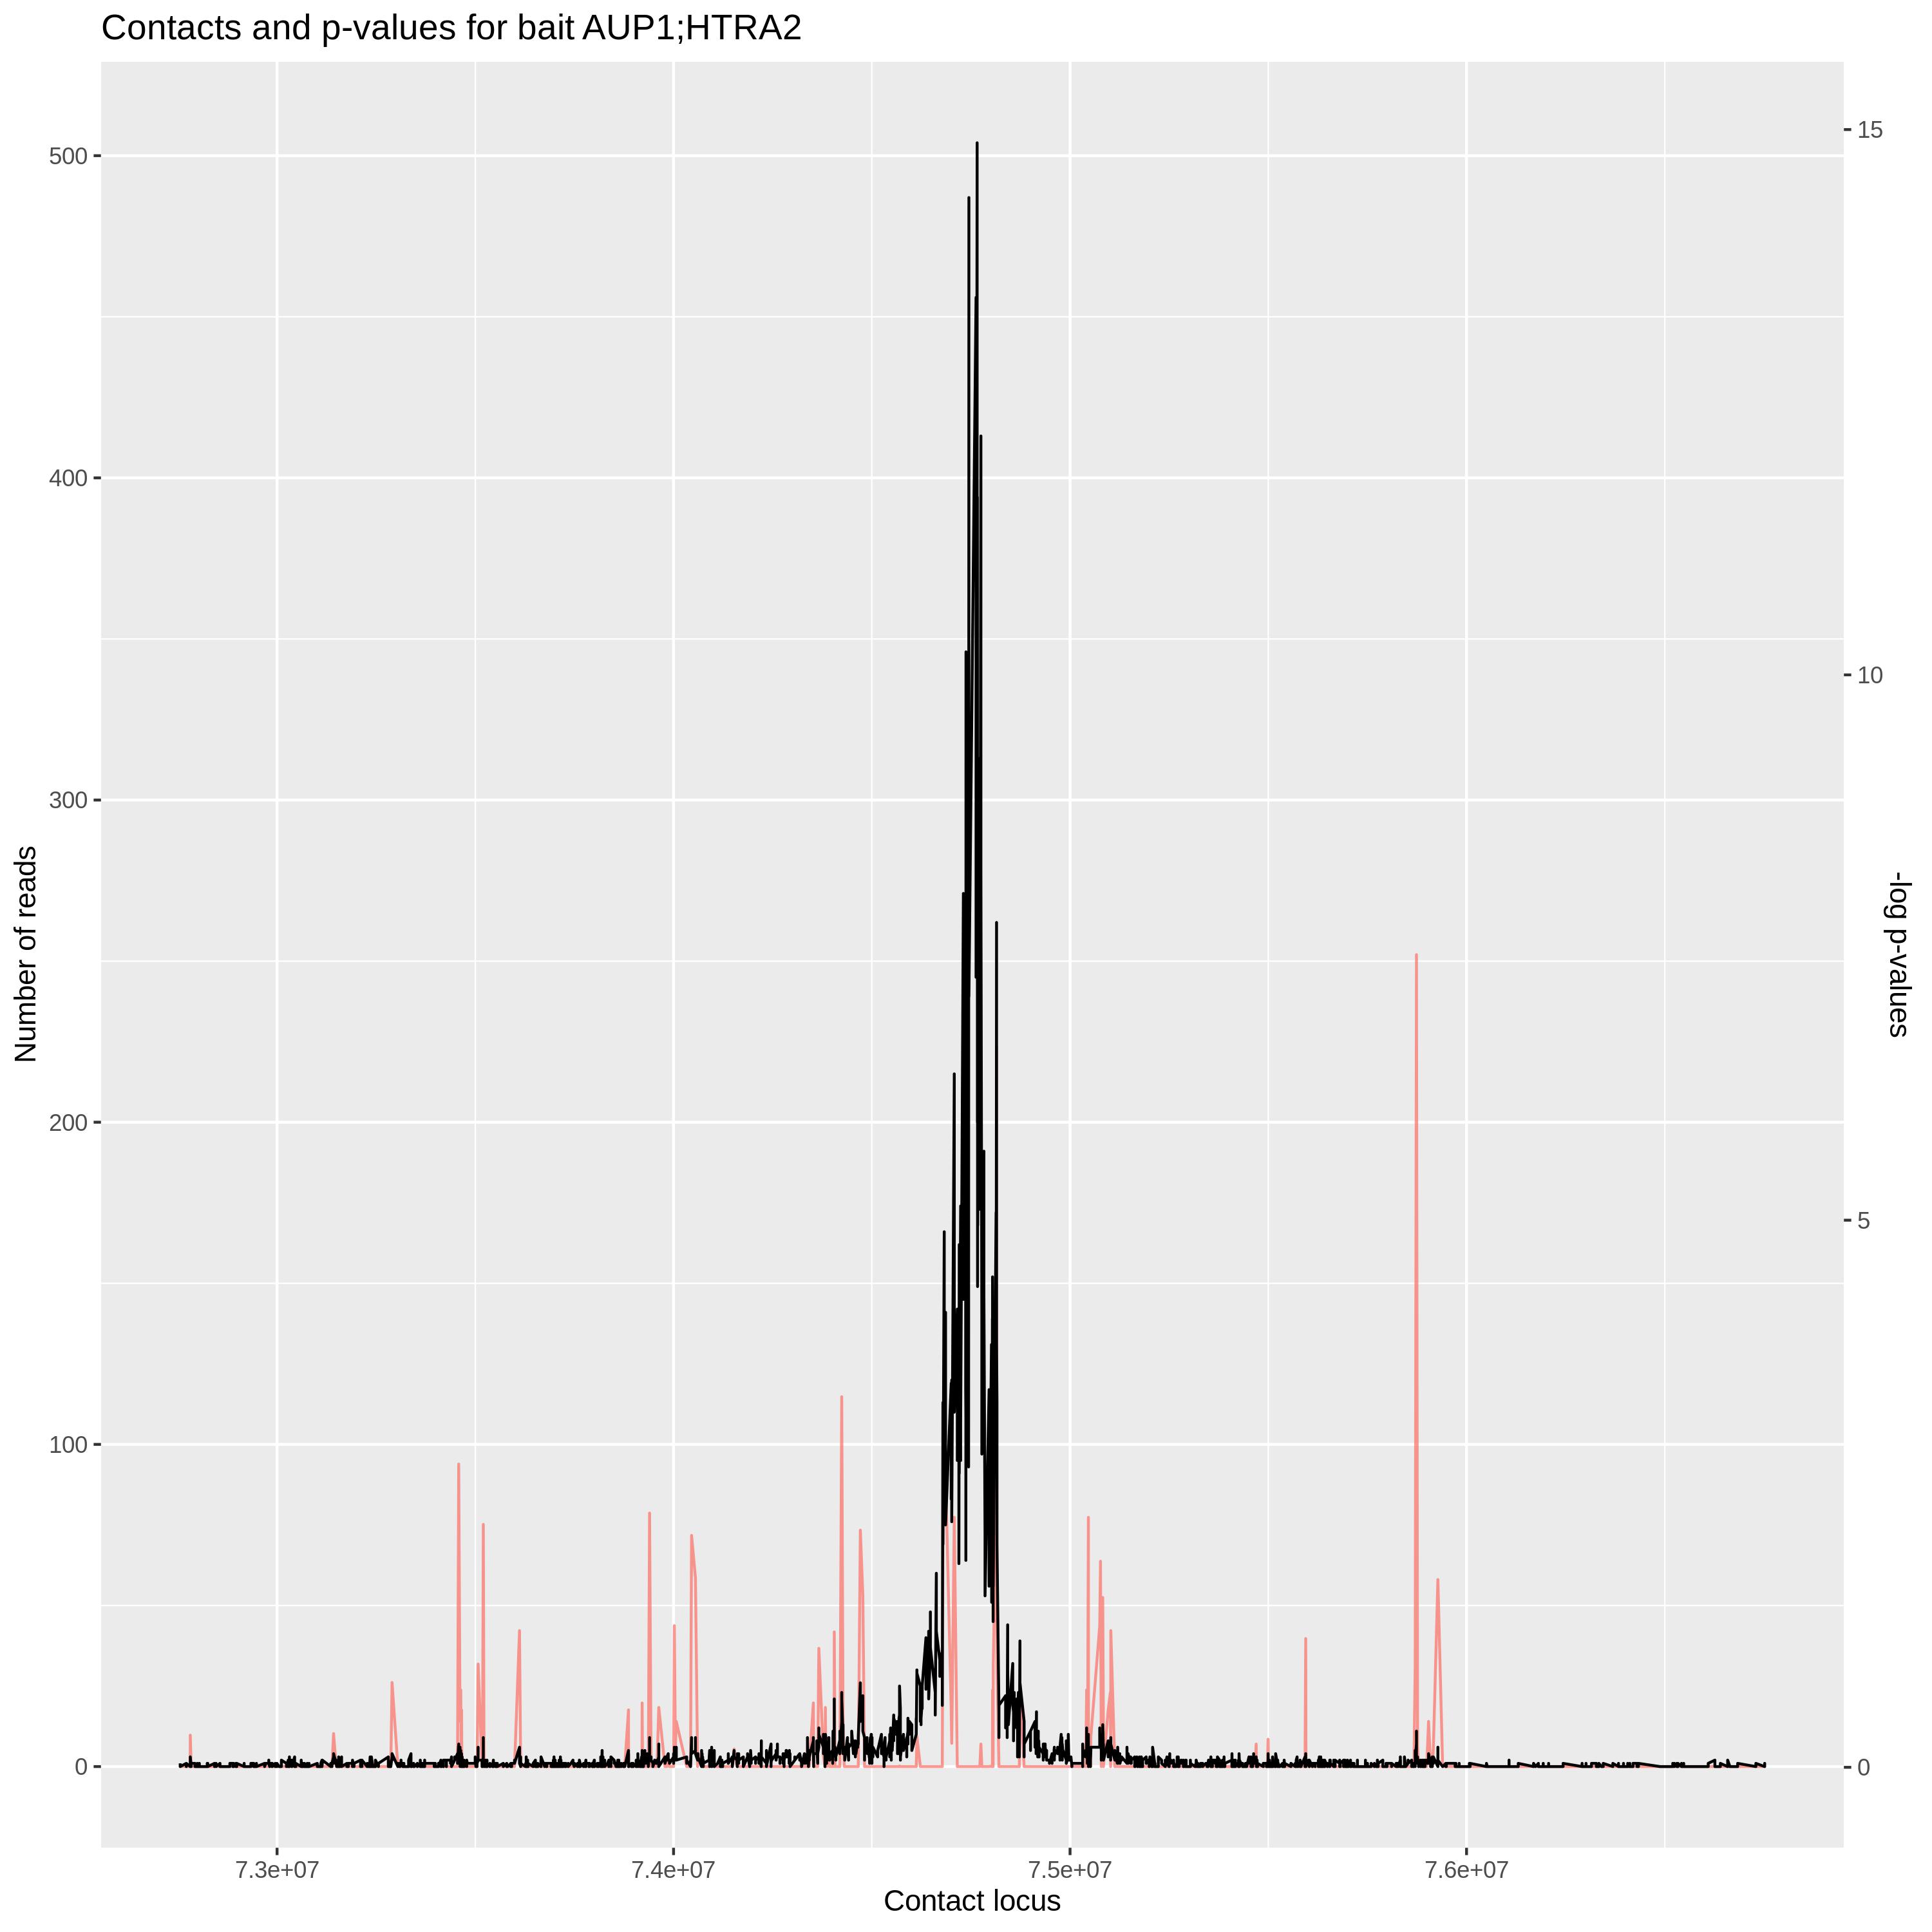 Contacts and p-values for bait AUP1;HTRA2
500
400
300
200
100
0
Number of reads
15
10
5
0
-log p-values
7.3e+07 7.4e+07 7.5e+07 7.6e+07
Contact locus